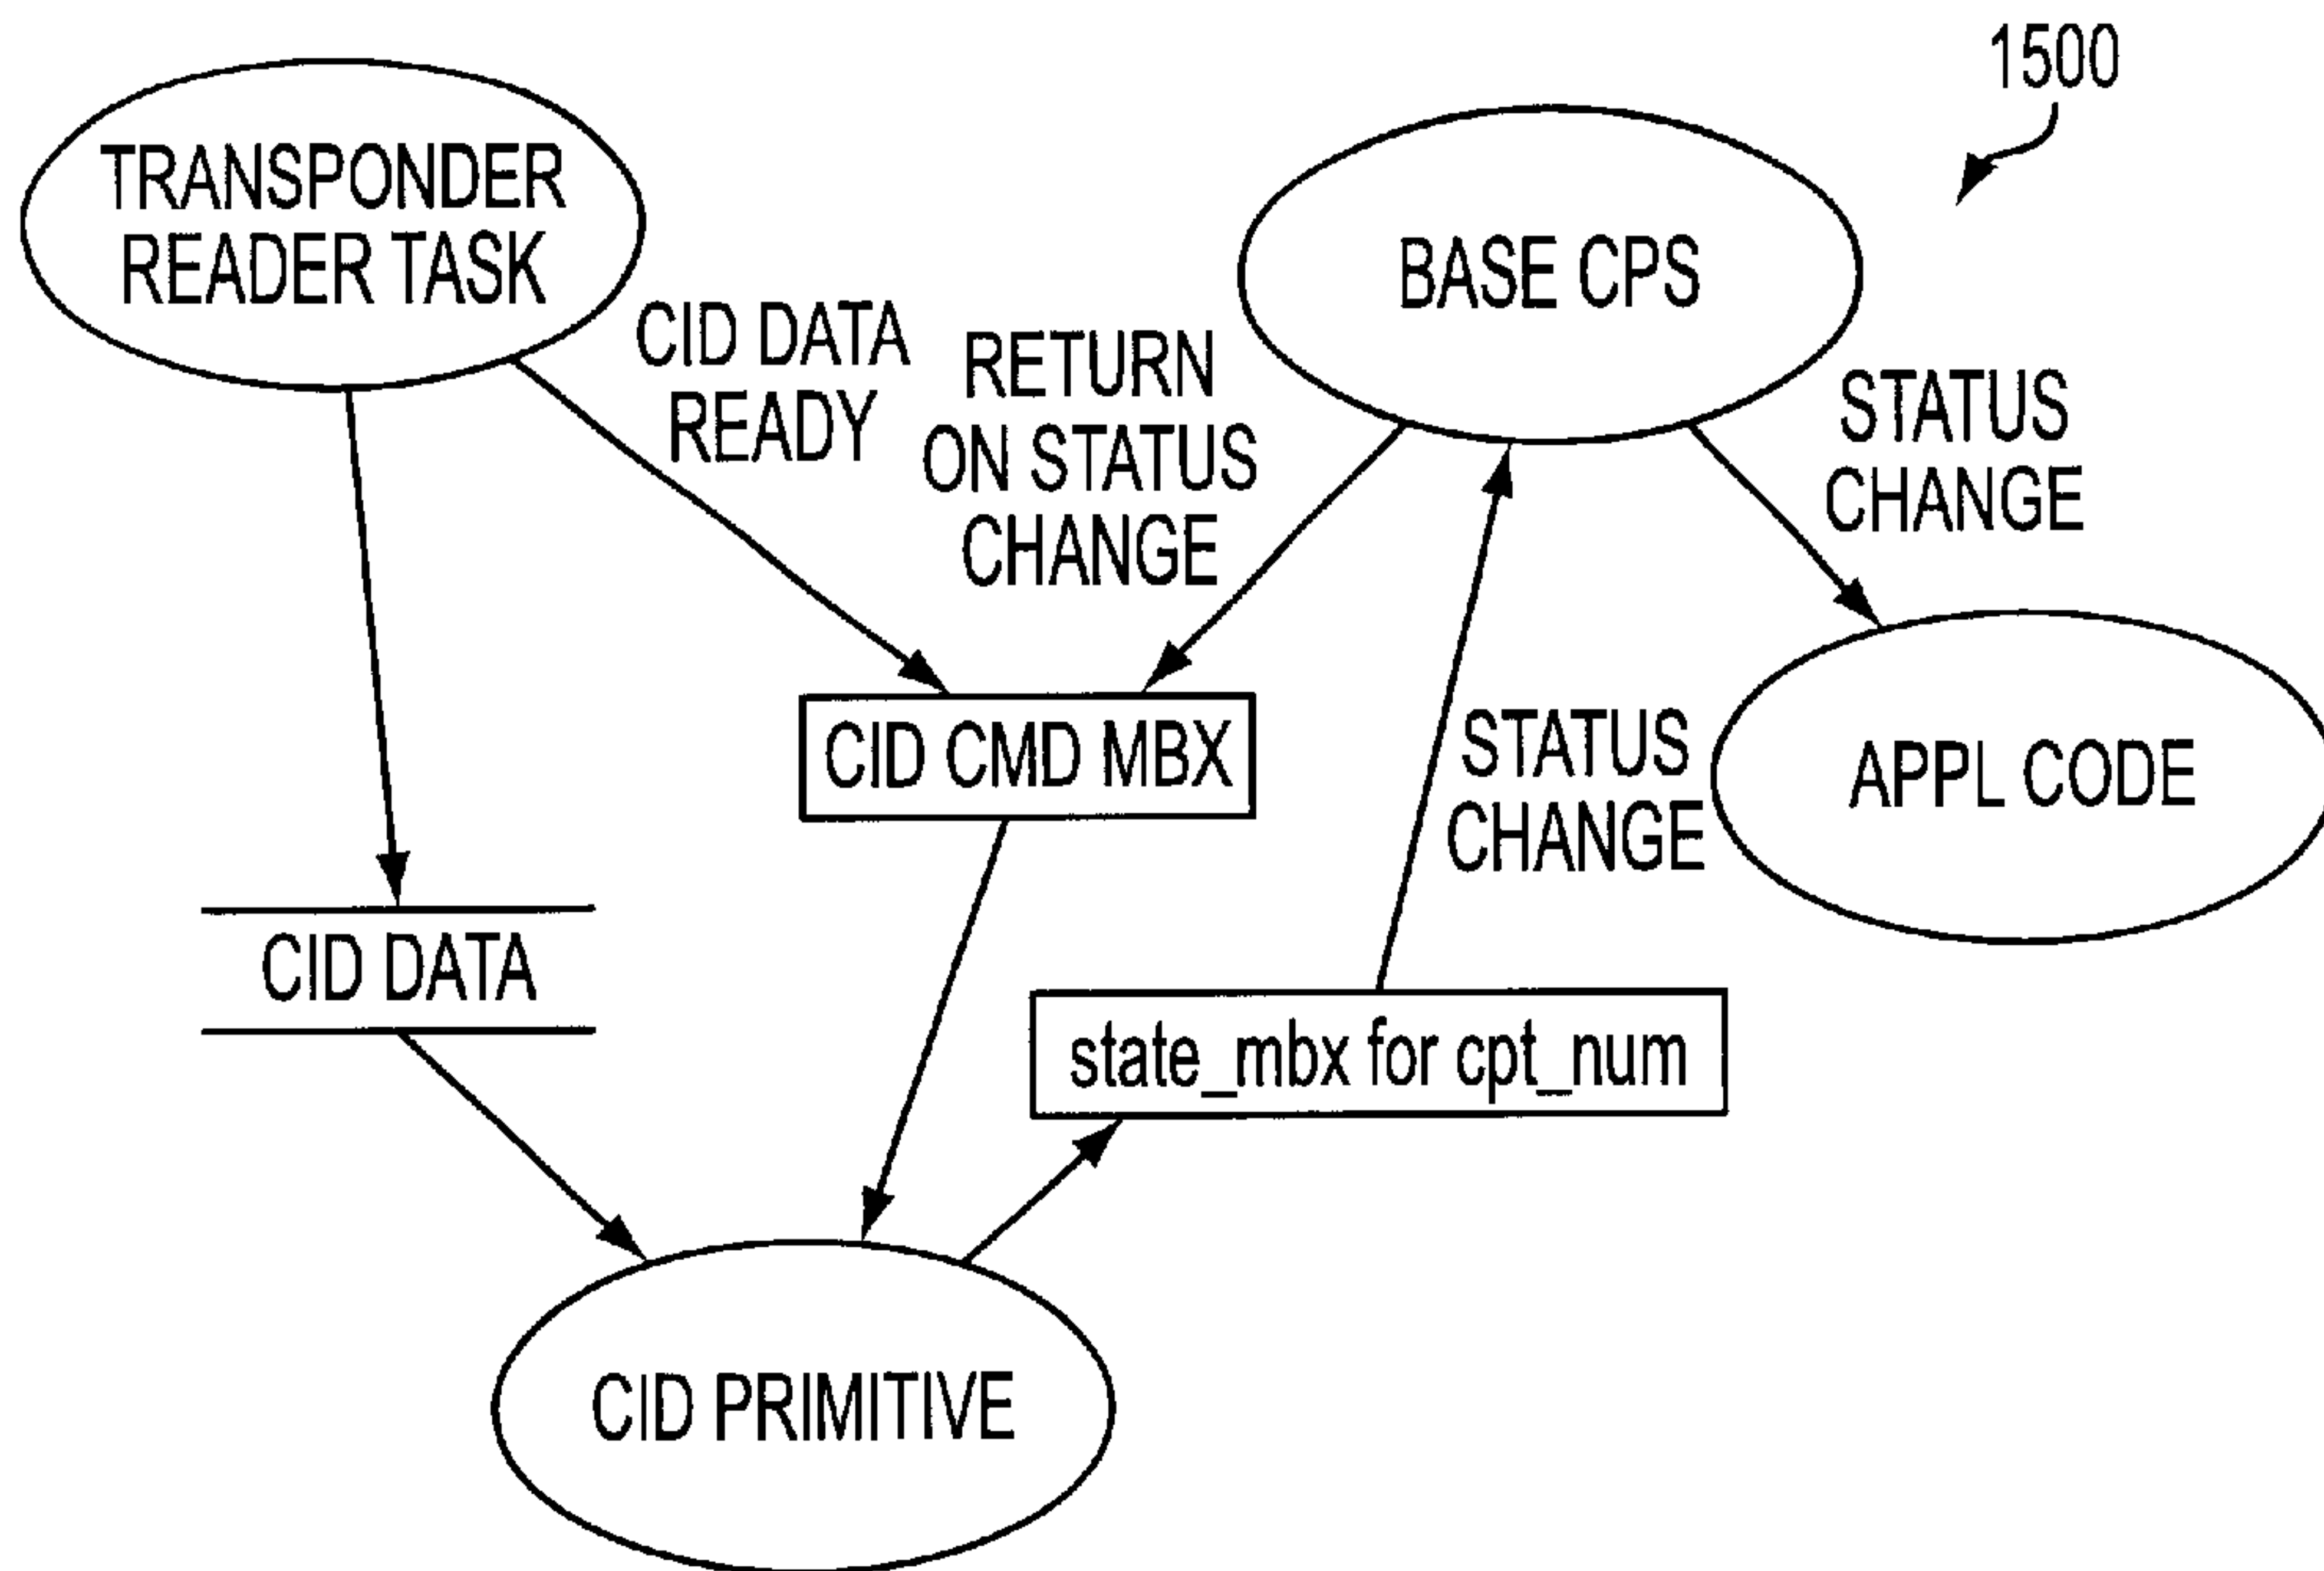 1500
TRANSPONDER
READER TASK
BASE CPS
CID DATA
READY
RETURN
ON STATUS
CHANGE
STATUS
CHANGE
CID CMD MBX
STATUS
CHANGE
APPL CODE
CID DATA
state_mbx for cpt_num
CID PRIMITIVE